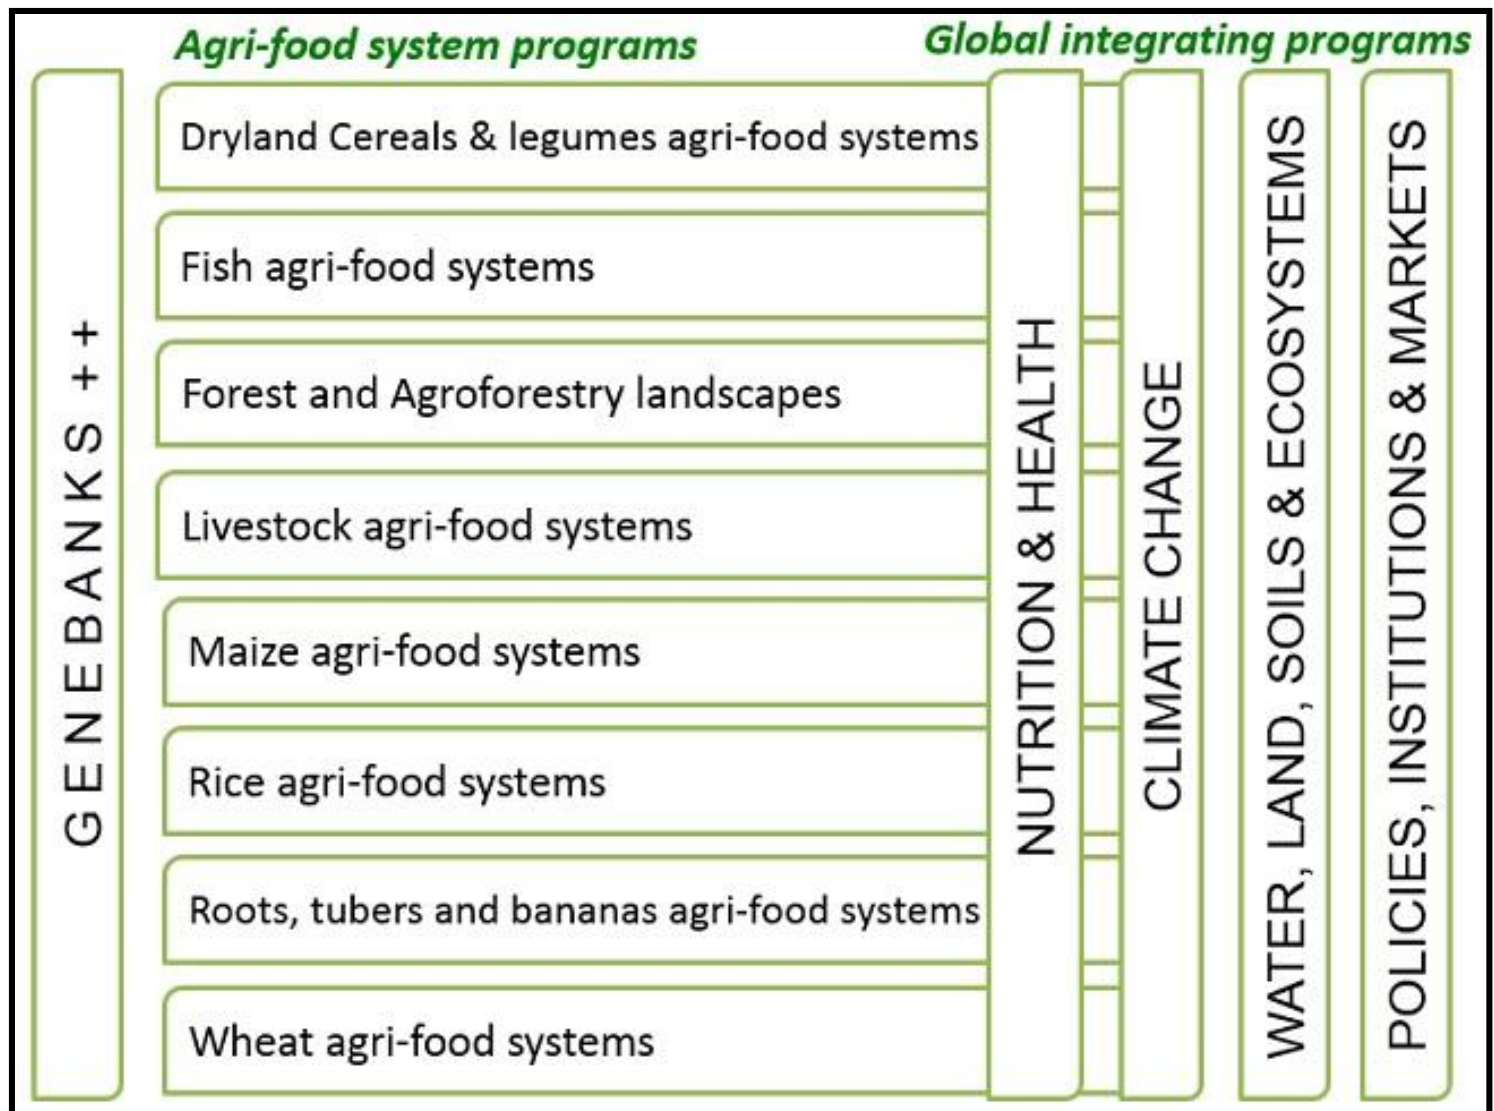 Agri-food system programs
Global integrating programs
GENEBANKS ++
Dryland Cereals & legumes agri-food systems
Fish agri-food systems
Forest and Agroforestry landscapes
Livestock agri-food systems
Maize agri-food systems
Rice agri-food systems
Roots, tubers and bananas agri-food systems
Wheat agri-food systems
NUTRITION & HEALTH
CLIMATE CHANGE
WATER, LAND, SOILS & ECOSYSTEMS
POLICIES, INSTITUTIONS & MARKETS